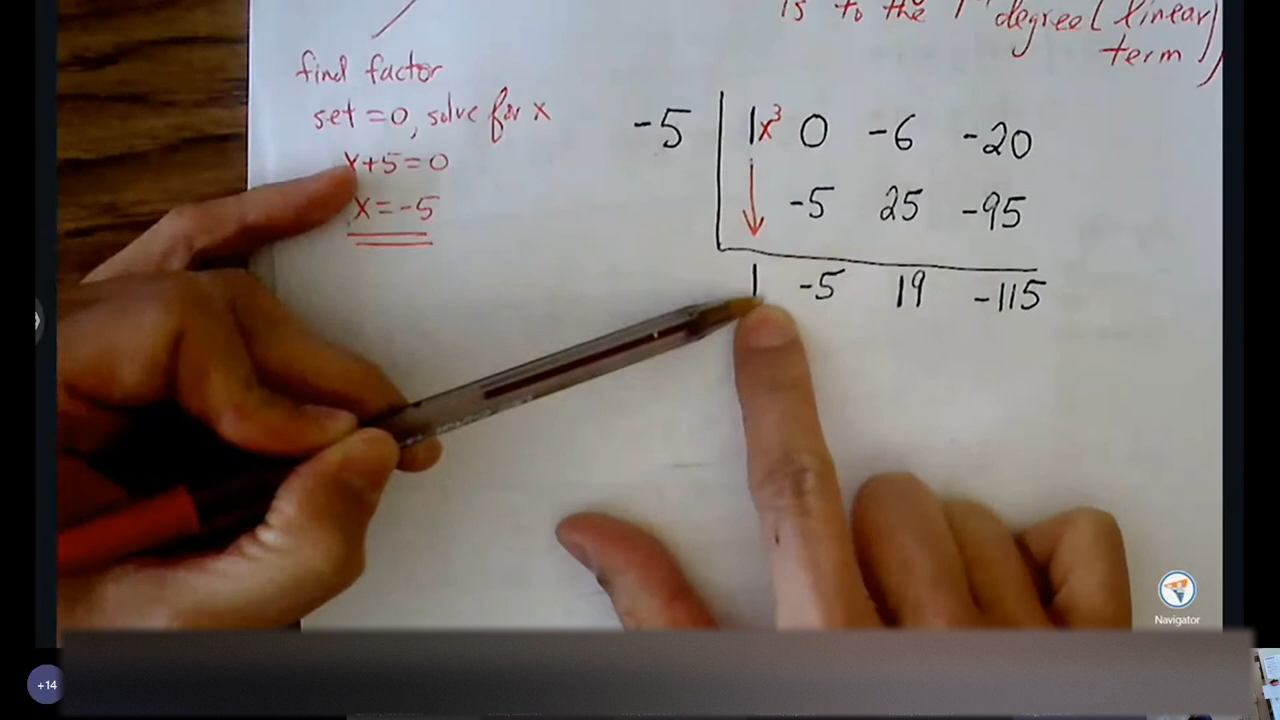 is to the 1st degree (linear
term)
find factor
set = 0, solve for x
x+5=0
x = -5
-5 1x³ 0 -6 -20
-5 25 -95
1 -5 19 -115
Navigator
+14